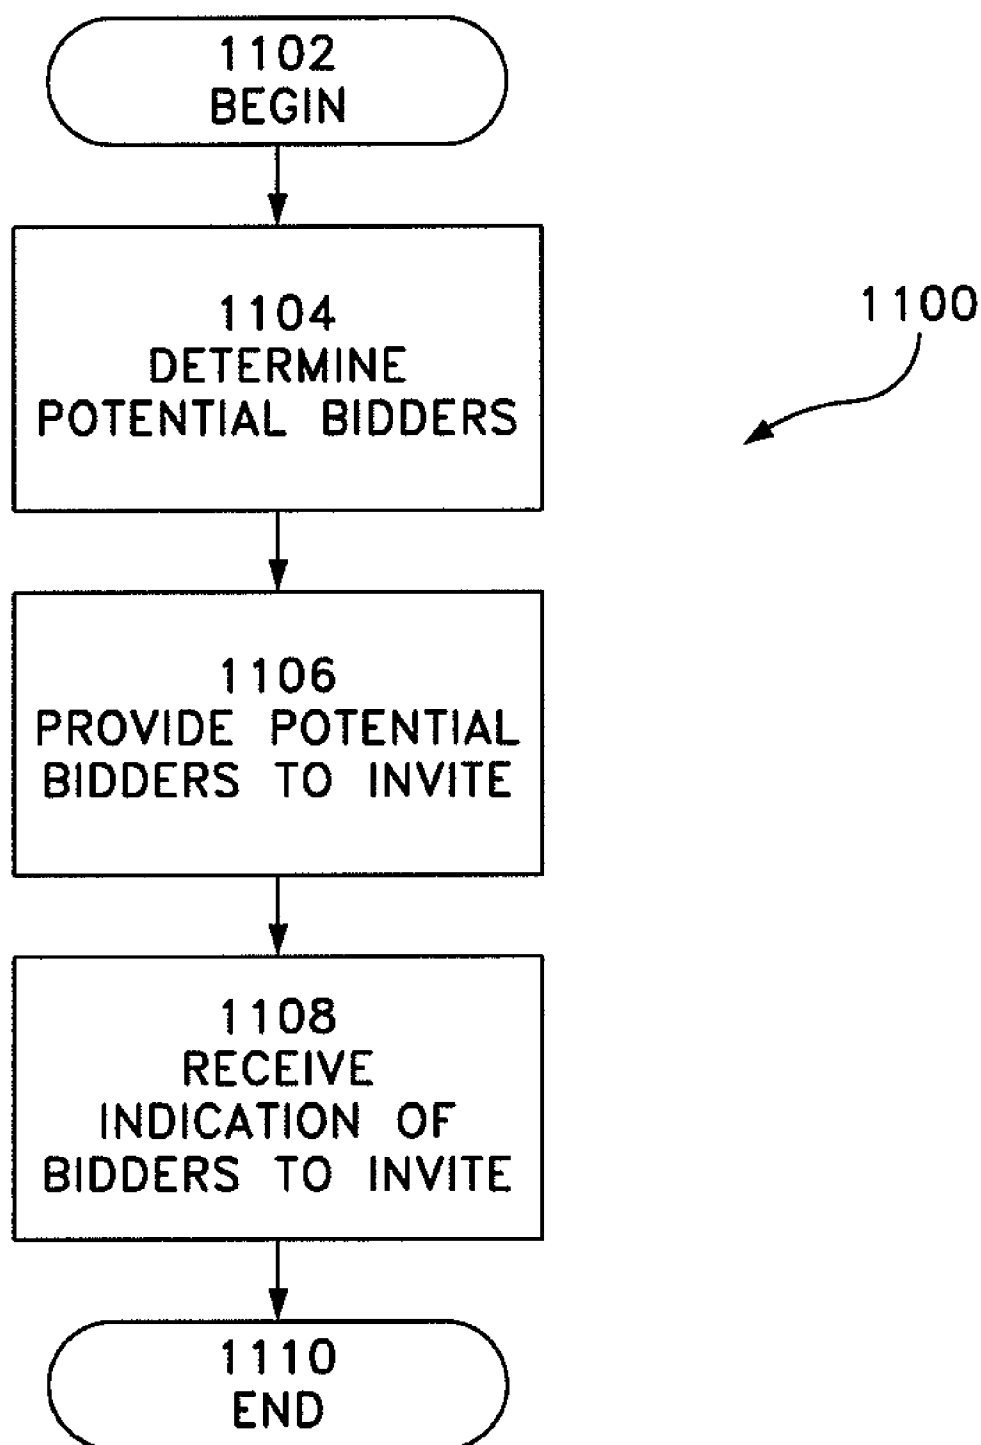 1102
BEGIN
1104
DETERMINE
POTENTIAL BIDDERS
1100
1106
PROVIDE POTENTIAL
BIDDERS TO INVITE
1108
RECEIVE
INDICATION OF
BIDDERS TO INVITE
1110
END